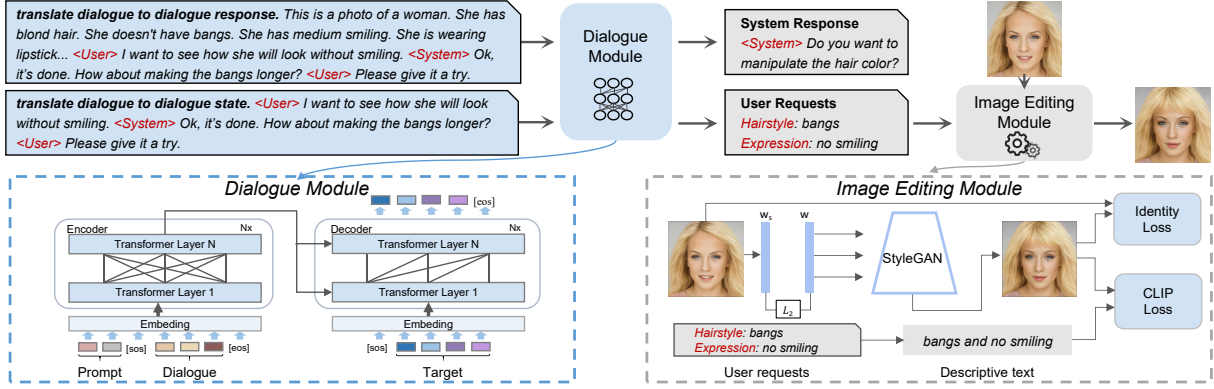 translate dialogue to dialogue response. This is a photo of a woman. She has
blond hair. She doesn't have bangs. She has medium smiling. She is wearing
lipstick... <User> I want to see how she will look without smiling. <System> Ok,
it's done. How about making the bangs longer? <User> Please give it a try.
translate dialogue to dialogue state. <User> I want to see how she will look
without smiling. <System> Ok, it's done. How about making the bangs longer?
<User> Please give it a try.
Dialogue
Module
System Response
<System> Do you want to
manipulate the hair color?
User Requests
Hairstyle: bangs
Expression: no smiling
Image Editing
Module
Dialogue Module
[eos]
Encoder
Nx
Transformer Layer N
Transformer Layer 1
Embeding
[sos]
[eos]
Prompt
Dialogue
Decoder
Nx
Transformer Layer N
Transformer Layer 1
Embeding
[sos]
Target
Image Editing Module
ws
w
StyleGAN
L2
Identity
Loss
CLIP
Loss
Hairstyle: bangs
Expression: no smiling
bangs and no smiling
User requests
Descriptive text